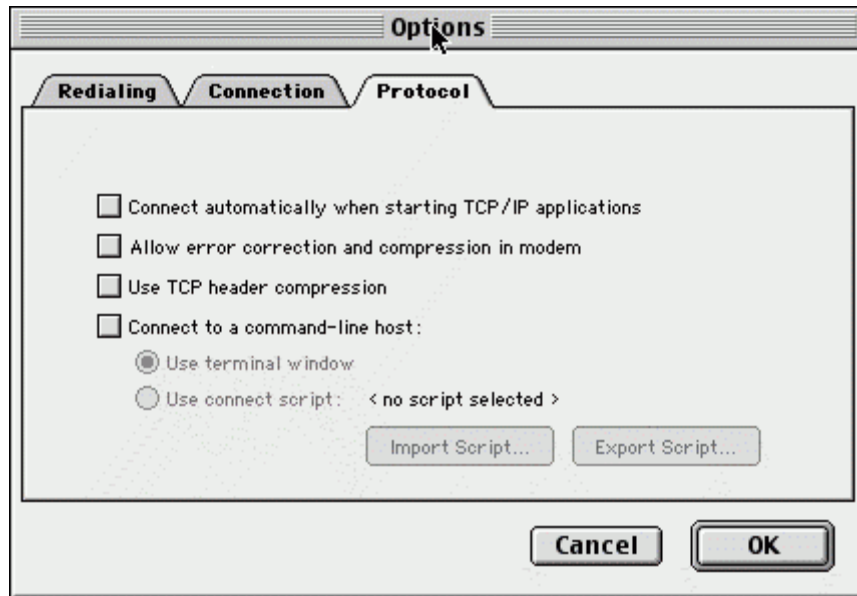 Options
Redialing Connection Protocol
Connect automatically when starting TCP/IP applications
Allow error correction and compression in modem
Use TCP header compression
Connect to a command-line host:
Use terminal window
Use connect script: < no script selected >
Import Script... Export Script...
Cancel OK